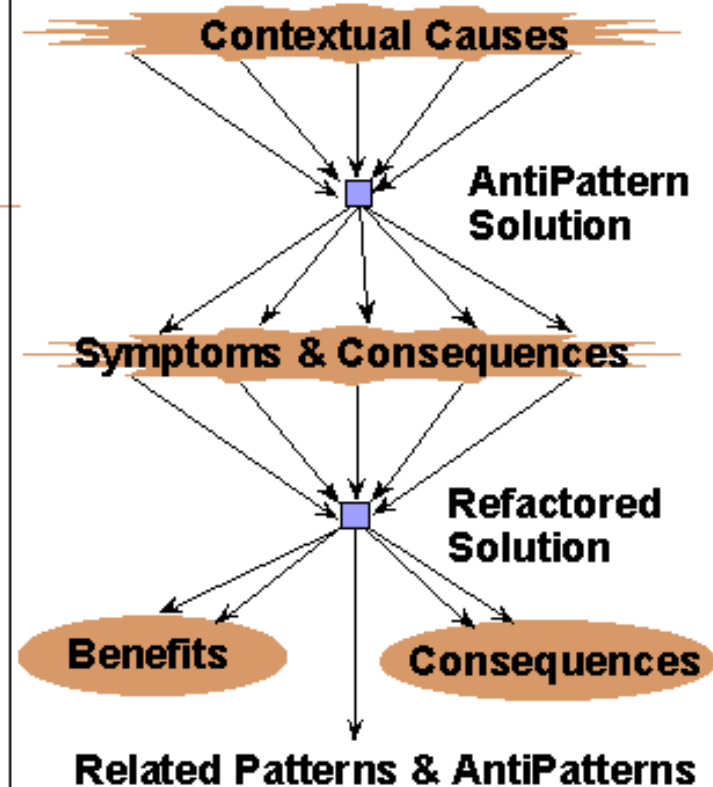 Contextual Causes
AntiPattern
Solution
Symptoms & Consequences
Refactored
Solution
Benefits
Consequences
Related Patterns & AntiPatterns